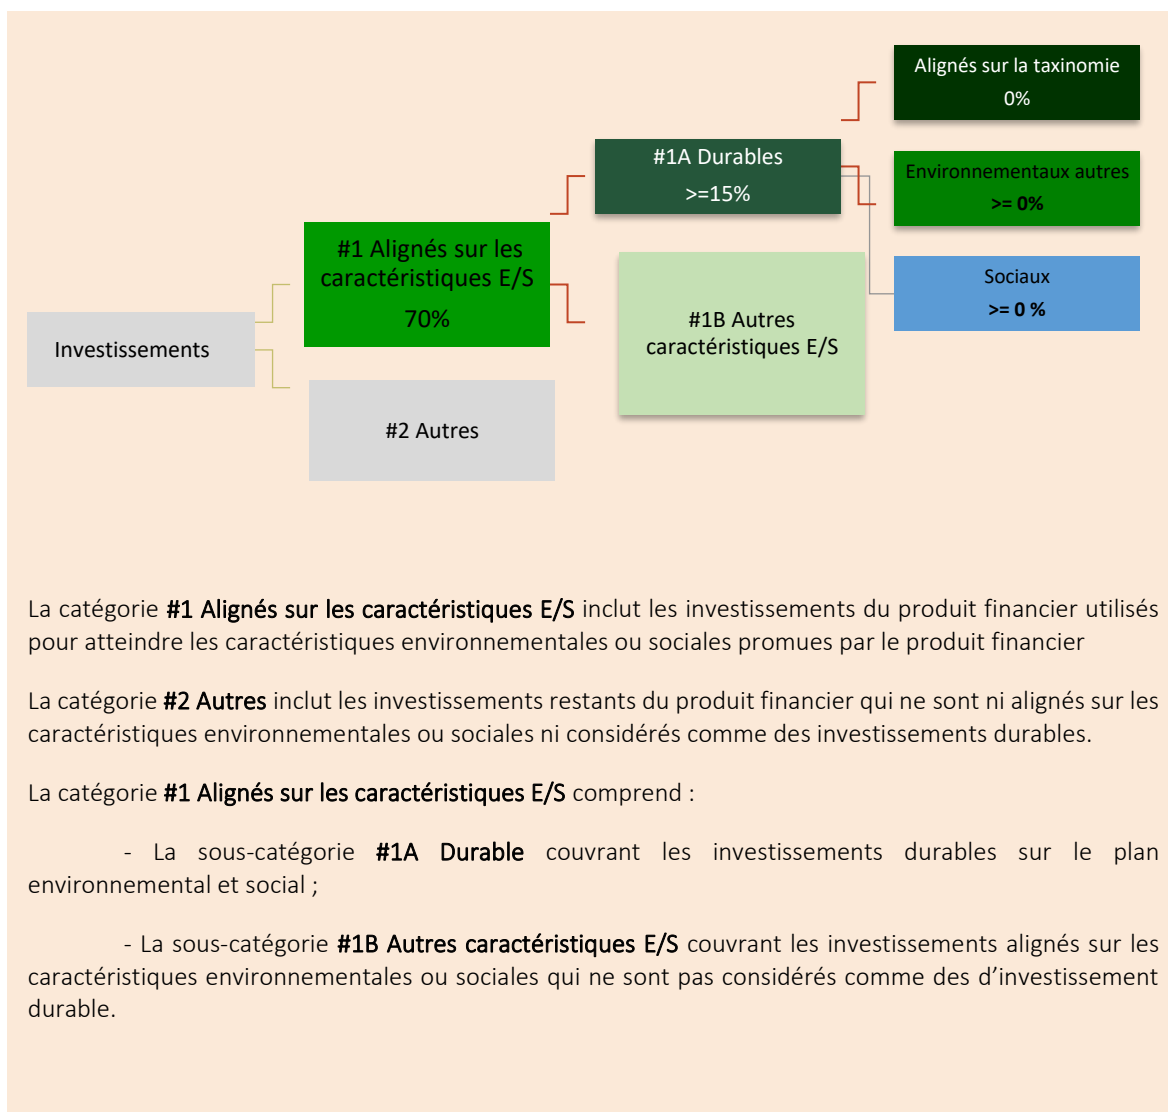 Alignés sur la taxinomie
0%
#1A Durables
>=15%
Environnementaux autres
>= 0%
#1 Alignés sur les
caractéristiques E/S
70%
Sociaux
>= 0 %
#1B Autres
caractéristiques E/S
Investissements
#2 Autres
La catégorie #1 Alignés sur les caractéristiques E/S inclut les investissements du produit financier utilisés
pour atteindre les caractéristiques environnementales ou sociales promues par le produit financier
La catégorie #2 Autres inclut les investissements restants du produit financier qui ne sont ni alignés sur les
caractéristiques environnementales ou sociales ni considérés comme des investissements durables.
La catégorie #1 Alignés sur les caractéristiques E/S comprend :
- La sous-catégorie #1A Durable couvrant les investissements durables sur le plan
environnemental et social ;
- La sous-catégorie #1B Autres caractéristiques E/S couvrant les investissements alignés sur les
caractéristiques environnementales ou sociales qui ne sont pas considérés comme des d’investissement
durable.